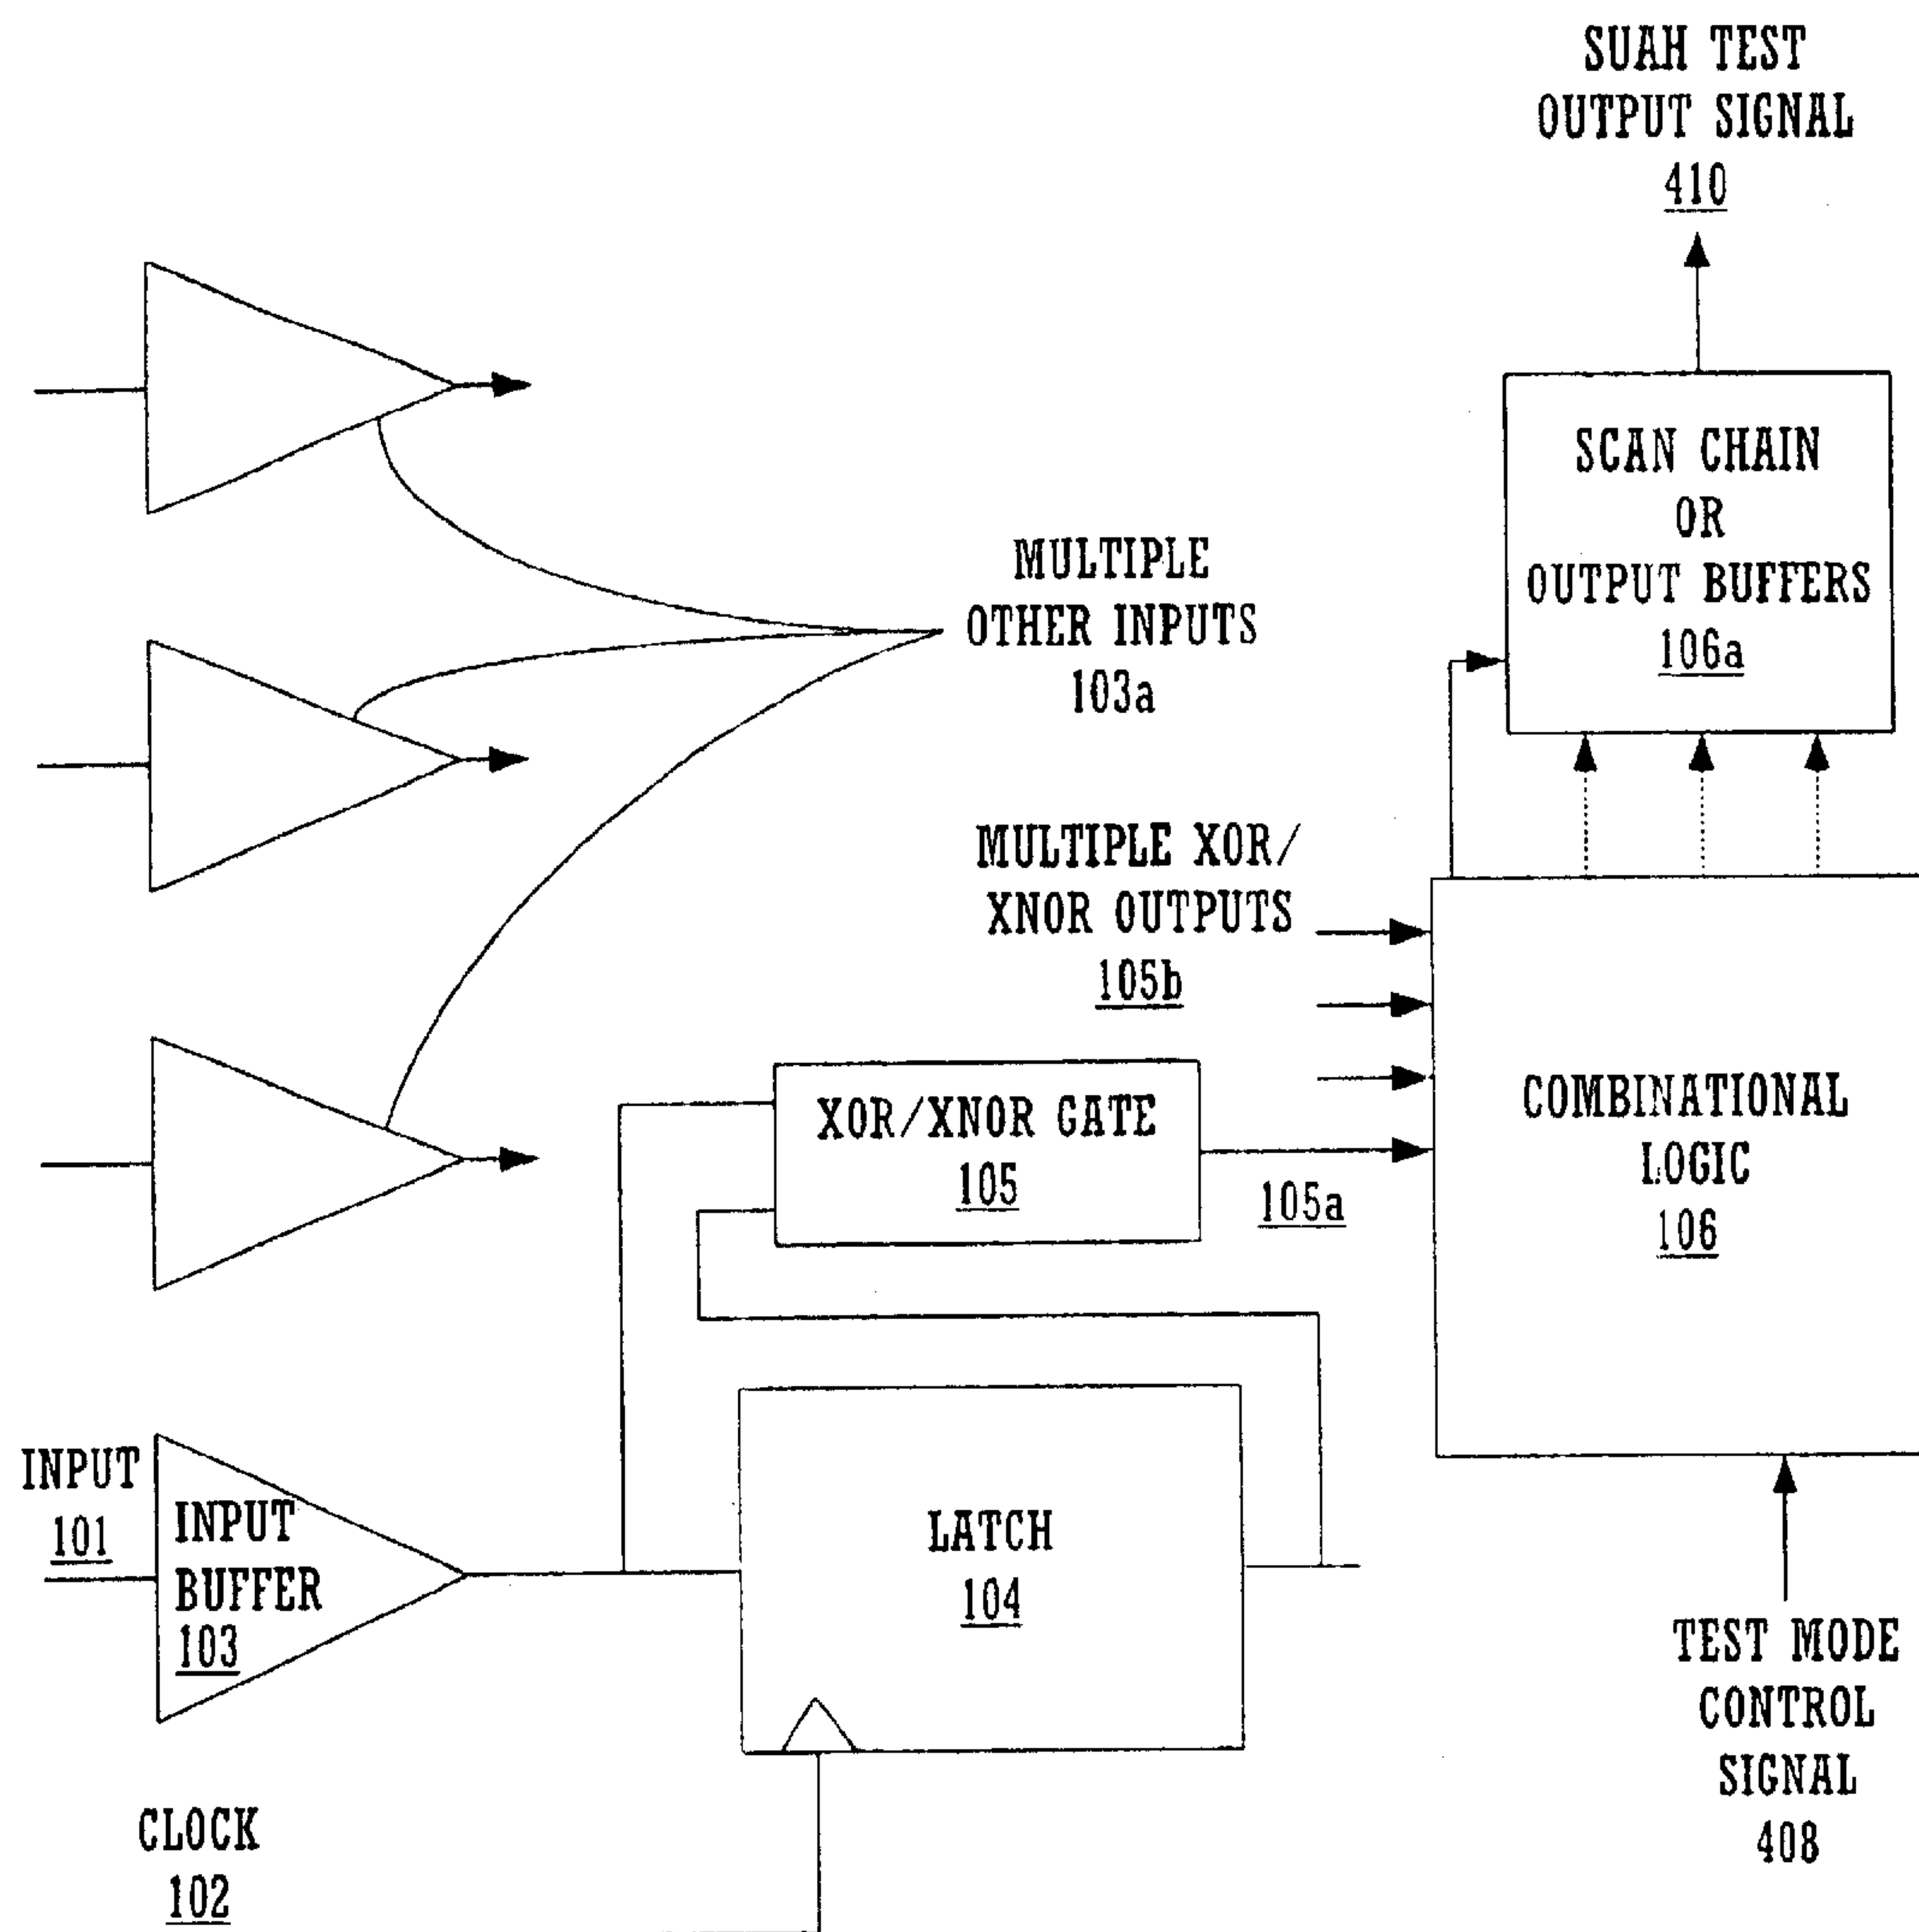 SUAH TEST
OUTPUT SIGNAL
410
SCAN CHAIN
OR
OUTPUT BUFFERS
106a
MULTIPLE
OTHER INPUTS
103a
MULTIPLE XOR/
XNOR OUTPUTS
105b
XOR/XNOR GATE
105
105a
COMBINATIONAL
LOGIC
106
INPUT
101
INPUT
BUFFER
103
LATCH
104
TEST MODE
CONTROL
SIGNAL
408
CLOCK
102